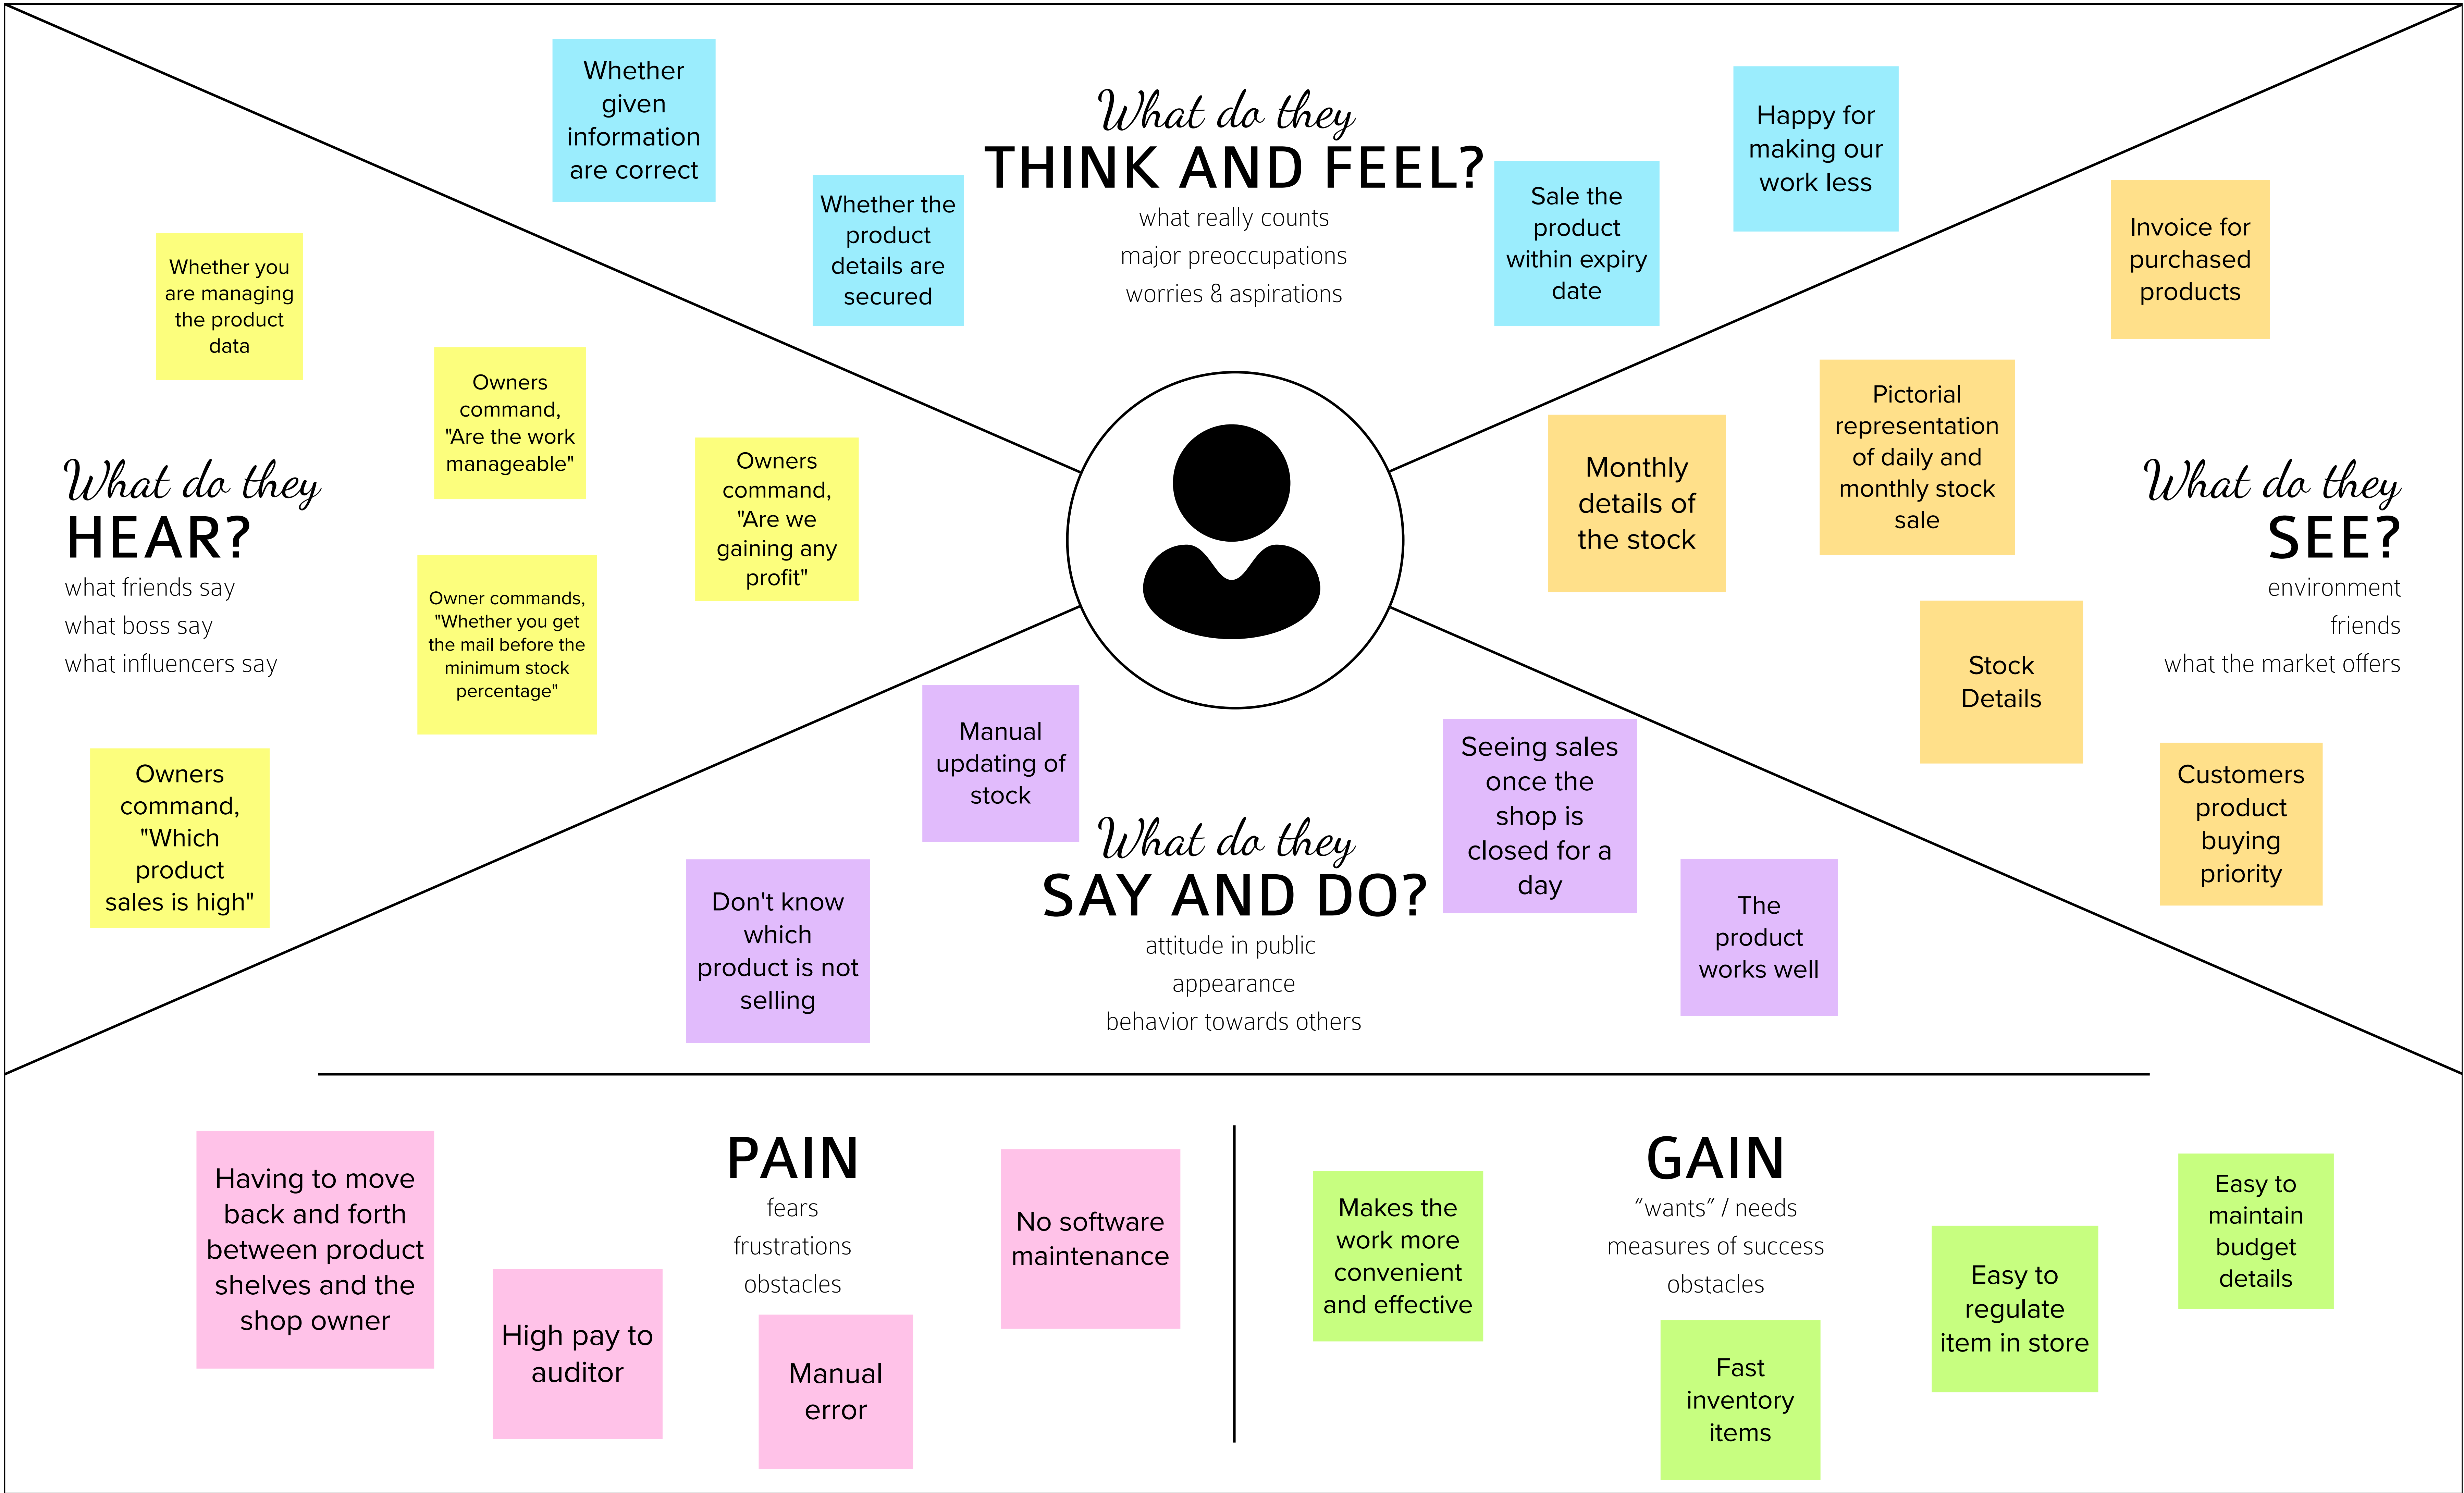 What do they
THINK AND FEEL?
what really counts
major preoccupations
worries & aspirations
Whether
given
information
are correct
Whether the
product
details are
secured
Sale the
product
within expiry
date
Happy for
making our
work less
What do they
HEAR?
what friends say
what boss say
what influencers say
Whether you
are managing
the product
data
Owners
command,
"Are the work
manageable"
Owners
command,
"Are we
gaining any
profit"
Owner commands,
"Whether you get
the mail before the
minimum stock
percentage"
Owners
command,
"Which
product
sales is high"
What do they
SEE?
environment
friends
what the market offers
Invoice for
purchased
products
Pictorial
representation
of daily and
monthly stock
sale
Monthly
details of
the stock
Stock
Details
Customers
product
buying
priority
What do they
SAY AND DO?
attitude in public
appearance
behavior towards others
Manual
updating of
stock
Don't know
which
product is not
selling
Seeing sales
once the
shop is
closed for a
day
The
product
works well
PAIN
fears
frustrations
obstacles
Having to move
back and forth
between product
shelves and the
shop owner
High pay to
auditor
Manual
error
No software
maintenance
GAIN
“wants” / needs
measures of success
obstacles
Makes the
work more
convenient
and effective
Fast
inventory
items
Easy to
regulate
item in store
Easy to
maintain
budget
details